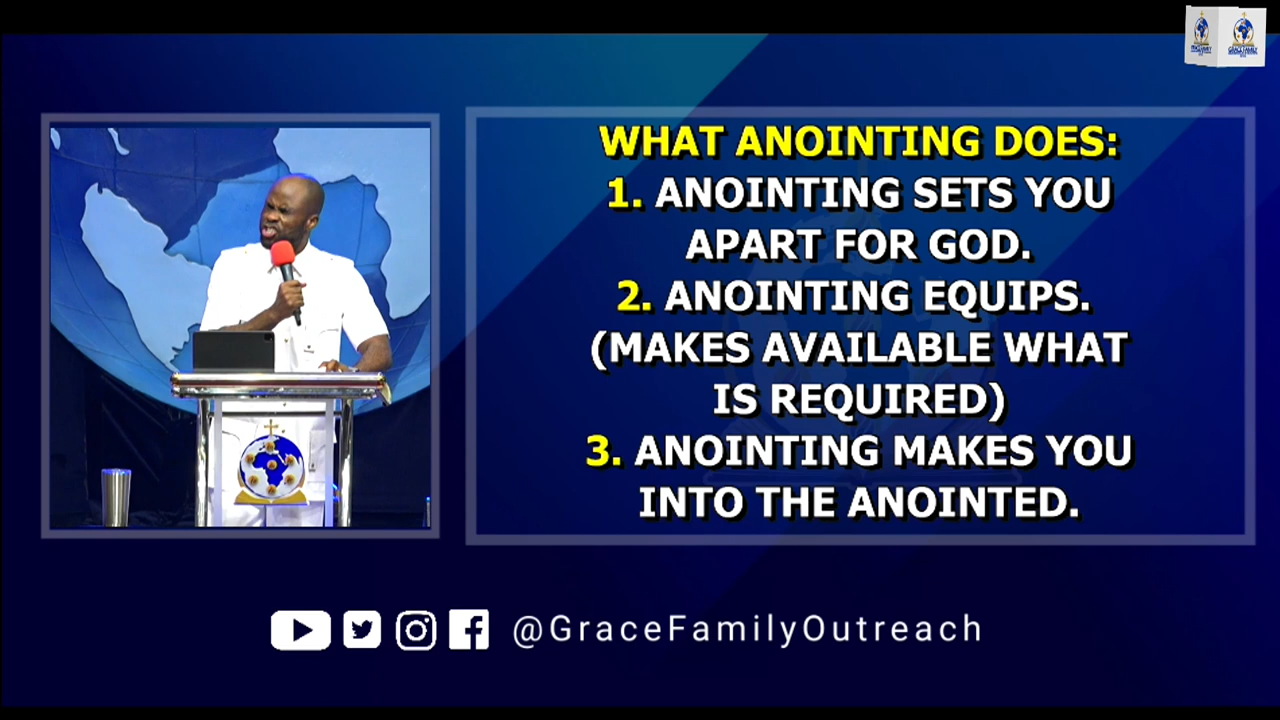 WHAT ANOINTING DOES:
1. ANOINTING SETS YOU
APART FOR GOD.
2. ANOINTING EQUIPS.
(MAKES AVAILABLE WHAT
IS REQUIRED)
3. ANOINTING MAKES YOU
INTO THE ANOINTED.
@GraceFamilyOutreach